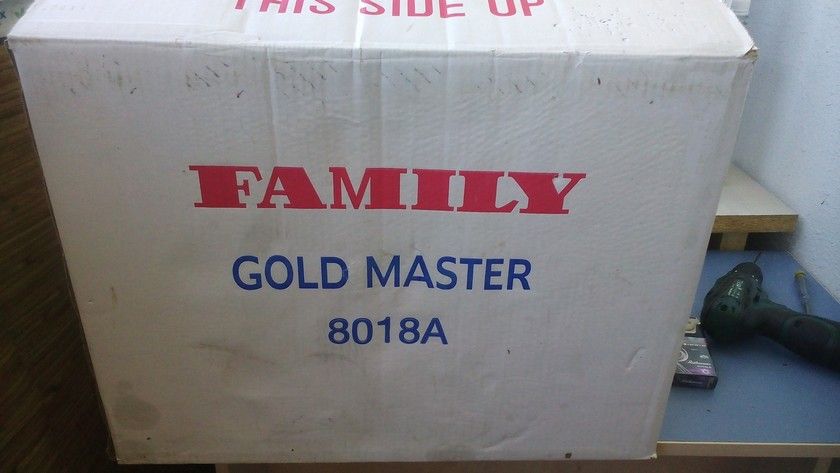 THIS SIDE UP
FAMILY
GOLD MASTER
8018A